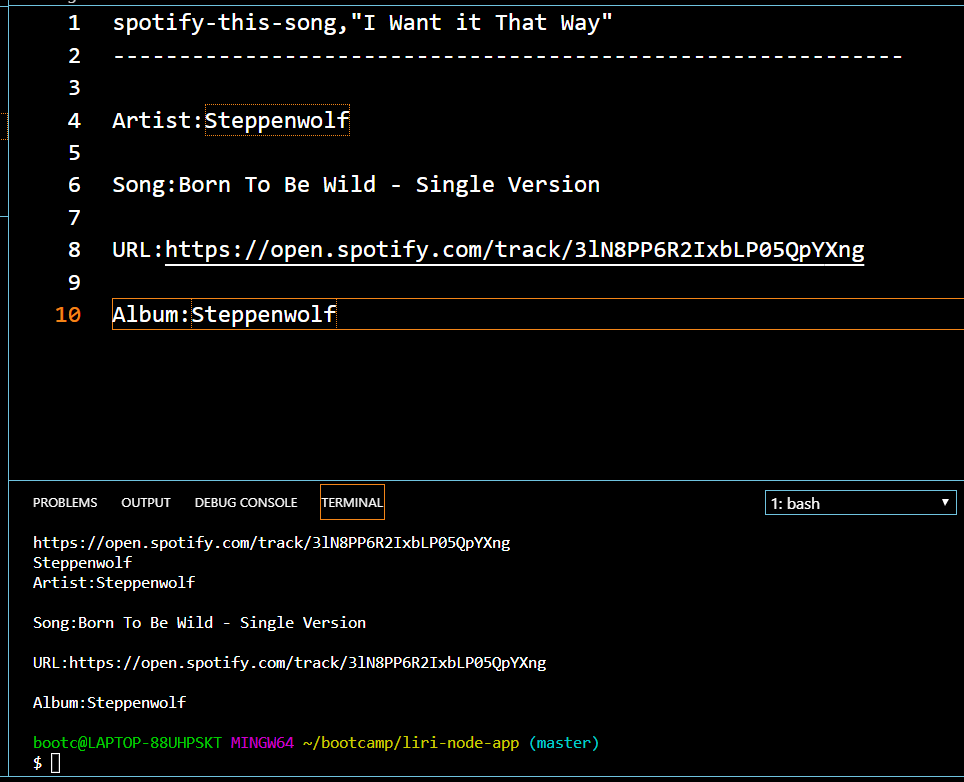 1 spotify-this-song,"I Want it That Way"
2 ------------------------------------------------------------
3
4 Artist:Steppenwolf
5
6 Song:Born To Be Wild - Single Version
7
8 URL:https://open.spotify.com/track/3lN8PP6R2IxbLP05QpYXng
9
10 Album:Steppenwolf
PROBLEMS OUTPUT DEBUG CONSOLE TERMINAL 1: bash
https://open.spotify.com/track/3lN8PP6R2IxbLP05QpYXng
Steppenwolf
Artist:Steppenwolf
Song:Born To Be Wild - Single Version
URL:https://open.spotify.com/track/3lN8PP6R2IxbLP05QpYXng
Album:Steppenwolf
bootc@LAPTOP-88UHPSKT MINGW64 ~/bootcamp/liri-node-app (master)
$